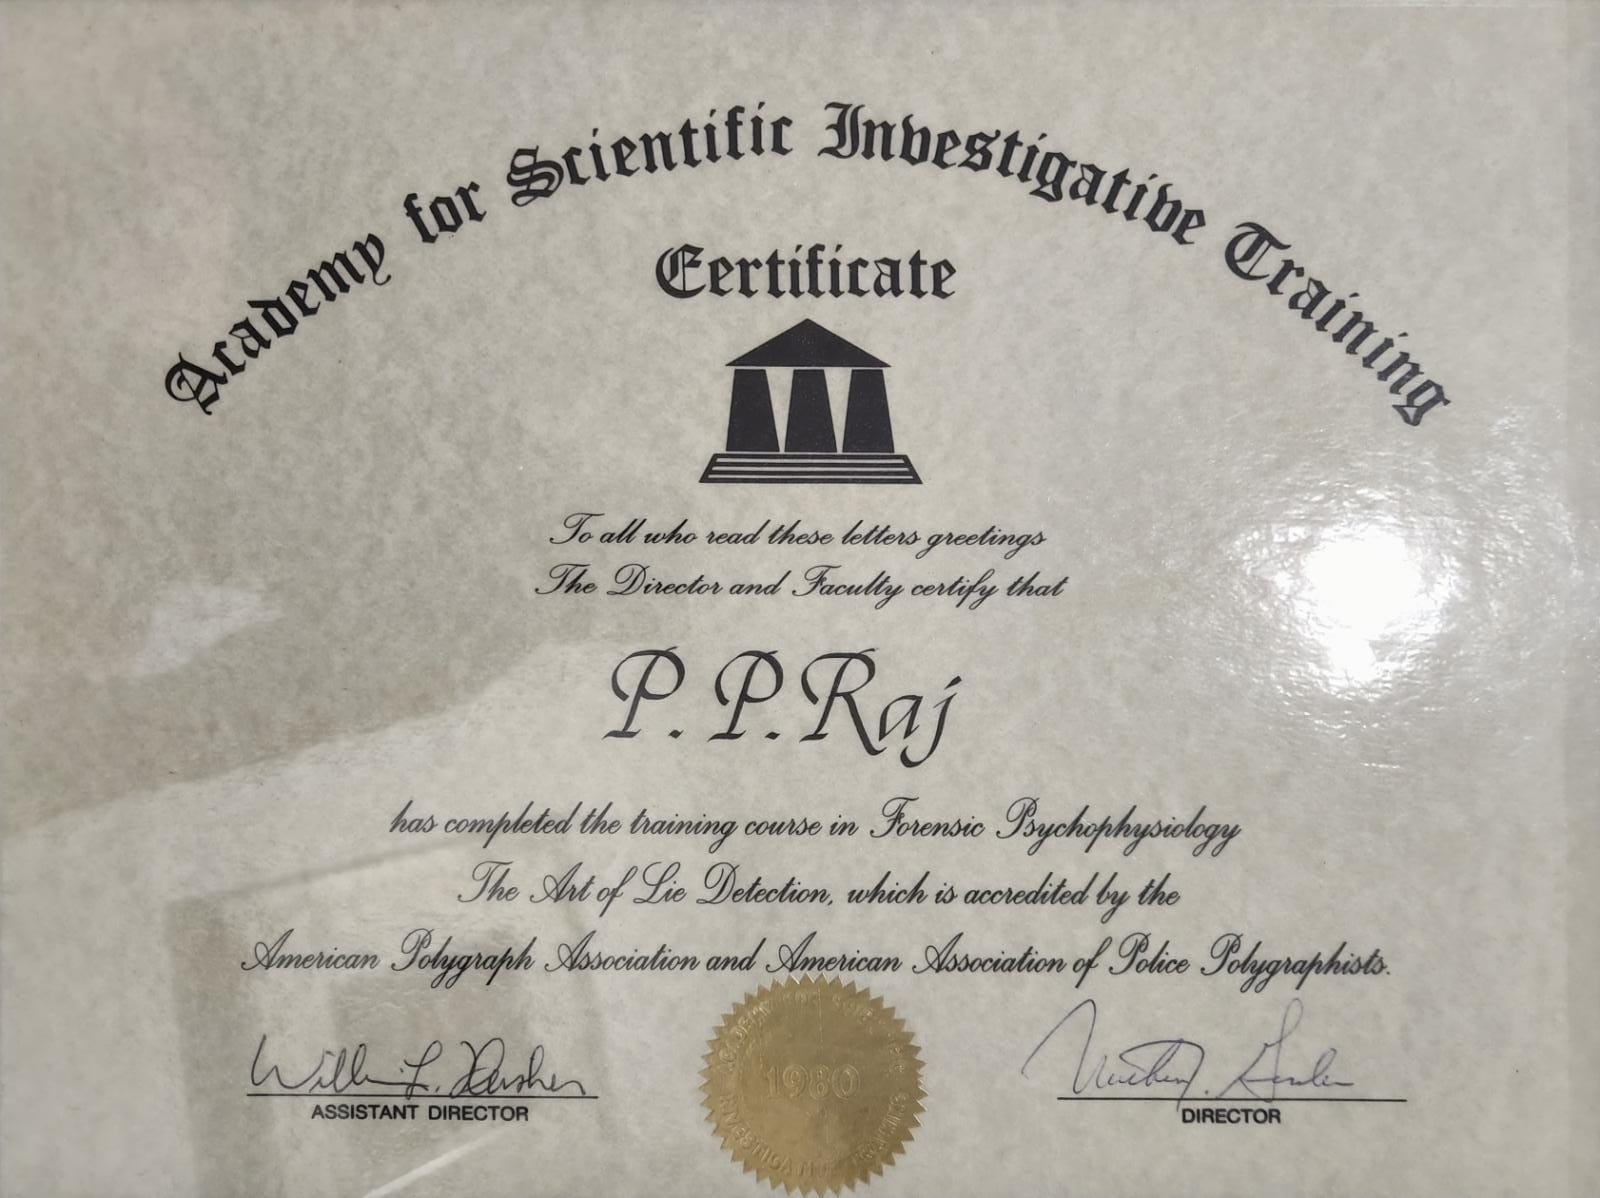 Academy for Scientific Investigative Training
Certificate
To all who read these letters greetings
The Director and Faculty certify that
P. P. Raj
has completed the training course in Forensic Psychophysiology
The Art of Lie Detection, which is accredited by the
American Polygraph Association and American Association of Police Polygraphists.
1980
ASSISTANT DIRECTOR
DIRECTOR